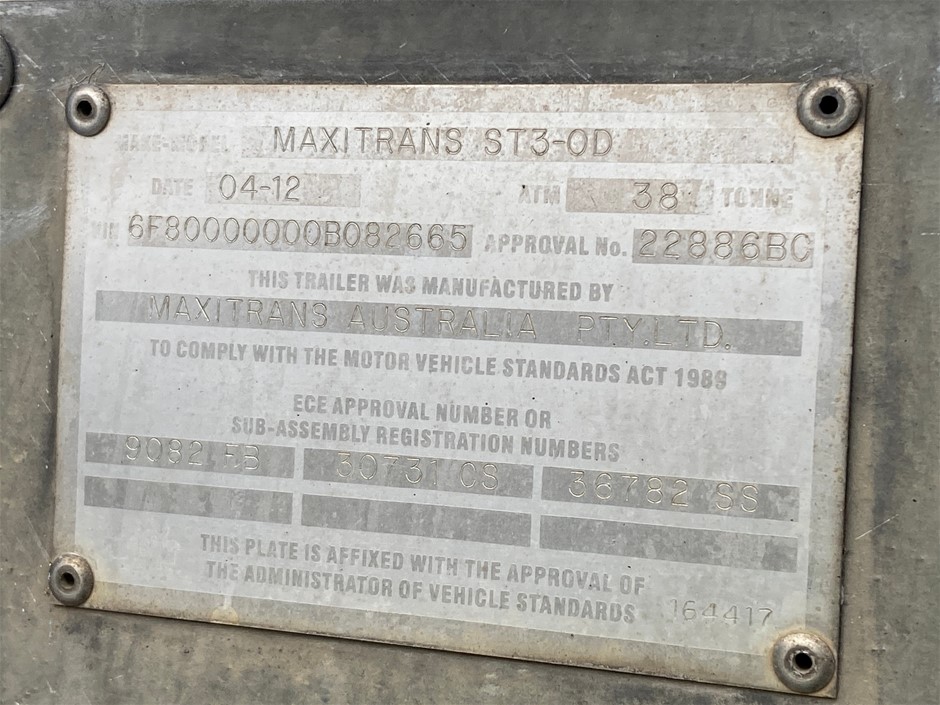 MAKE-MODEL MAXITRANS ST3-OD
DATE 04-12 ATM 38 TONNE
VIN 6F80000000B082665 APPROVAL No. 22886BC
THIS TRAILER WAS MANUFACTURED BY
MAXITRANS AUSTRALIA PTY.LTD.
TO COMPLY WITH THE MOTOR VEHICLE STANDARDS ACT 1989
ECE APPROVAL NUMBER OR
SUB-ASSEMBLY REGISTRATION NUMBERS
9082 FB 30731 CS 36782 SS
THIS PLATE IS AFFIXED WITH THE APPROVAL OF
THE ADMINISTRATOR OF VEHICLE STANDARDS 164417